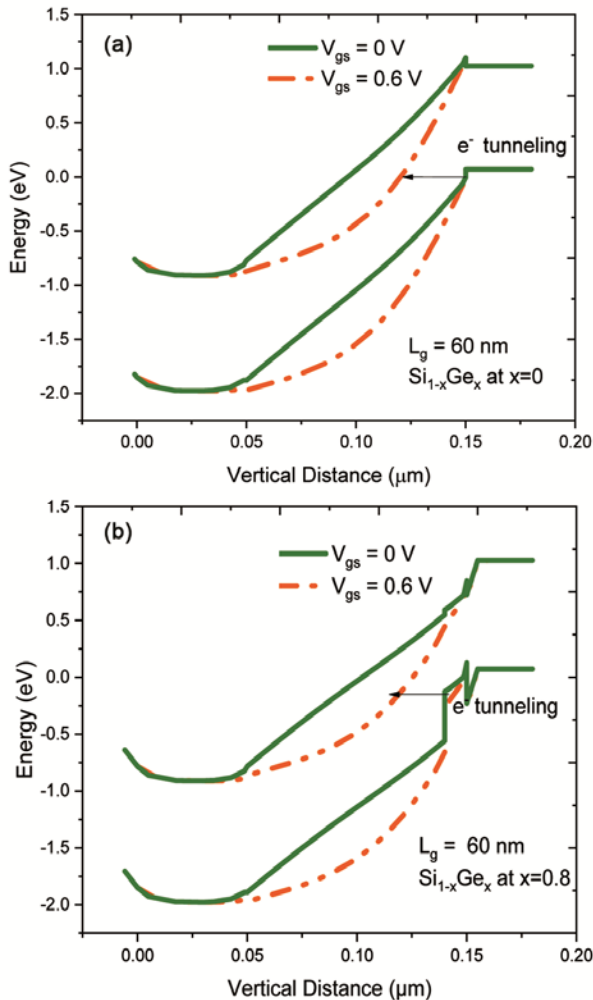 (a)
V_gs = 0 V
V_gs = 0.6 V
e⁻ tunneling
L_g = 60 nm
Si_1-xGe_x at x=0
Energy (eV)
1.5
1.0
0.5
0.0
-0.5
-1.0
-1.5
-2.0
0.00 0.05 0.10 0.15 0.20
Vertical Distance (μm)
(b)
V_gs = 0 V
V_gs = 0.6 V
e⁻ tunneling
L_g = 60 nm
Si_1-xGe_x at x=0.8
Energy (eV)
1.5
1.0
0.5
0.0
-0.5
-1.0
-1.5
-2.0
0.00 0.05 0.10 0.15 0.20
Vertical Distance (μm)